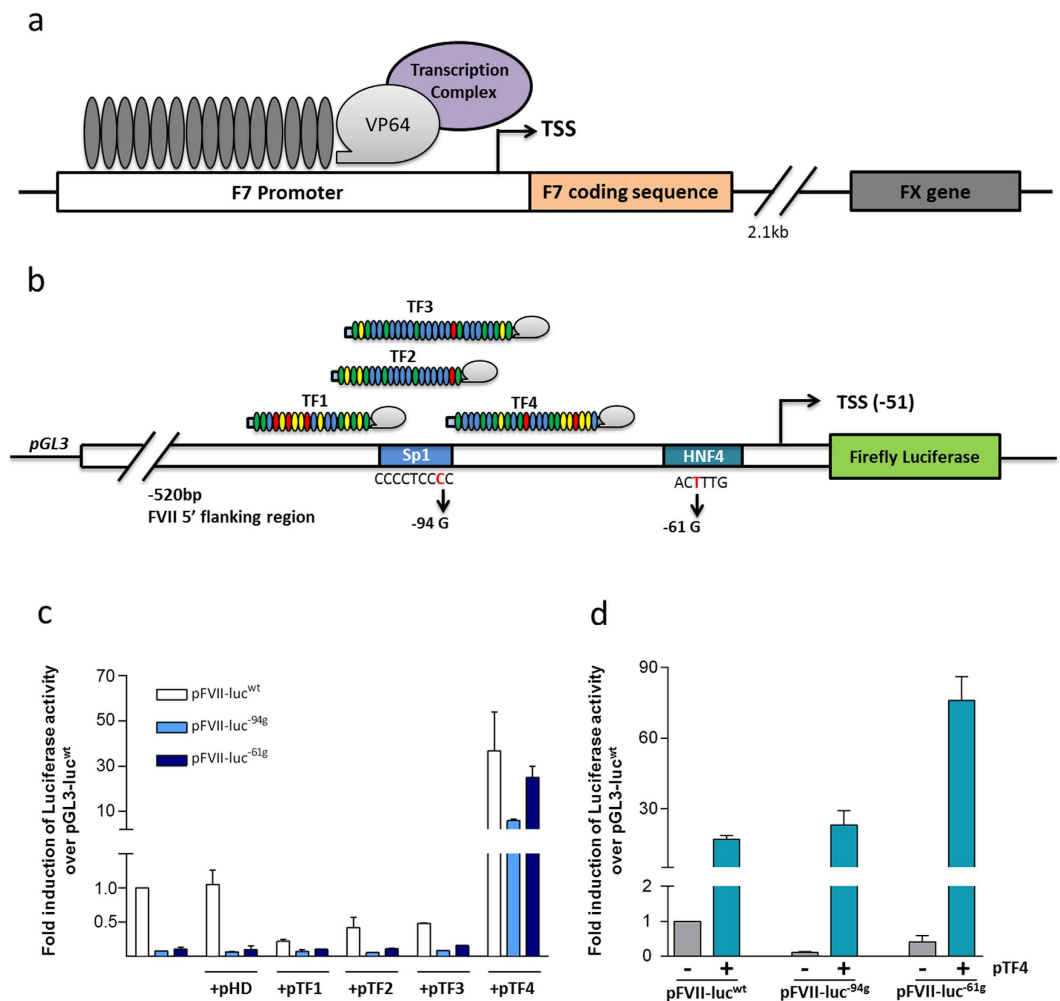 a
Transcription
Complex
VP64
TSS
F7 Promoter
F7 coding sequence
FX gene
2.1kb
b
TF3
TF2
TF1
TF4
TSS (-51)
pGL3
Sp1
HNF4
Firefly Luciferase
CCCCTCCCC
ACTTTG
-520bp
FVII 5' flanking region
-94 G
-61 G
c
Fold induction of Luciferase activity
over pGL3-luc^wt
70
50
30
10
1.0
0.5
pFVII-luc^wt
pFVII-luc^-94g
pFVII-luc^-61g
+pHD
+pTF1
+pTF2
+pTF3
+pTF4
d
Fold induction of Luciferase activity
over pGL3-luc^wt
90
60
30
2
1
0
- + - + - + pTF4
pFVII-luc^wt
pFVII-luc^-94g
pFVII-luc^-61g